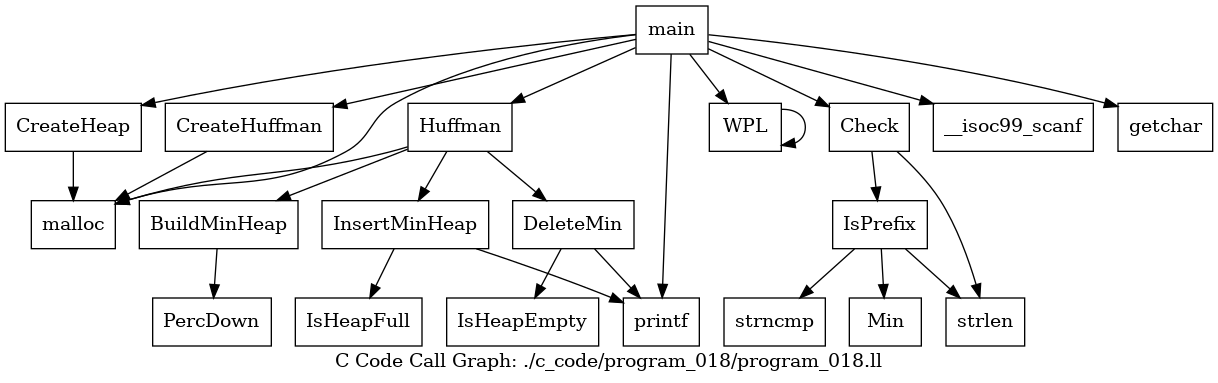 main
CreateHeap
CreateHuffman
Huffman
WPL
Check
__isoc99_scanf
getchar
malloc
BuildMinHeap
InsertMinHeap
DeleteMin
IsPrefix
PercDown
IsHeapFull
IsHeapEmpty
printf
strncmp
Min
strlen
C Code Call Graph: ./c_code/program_018/program_018.ll